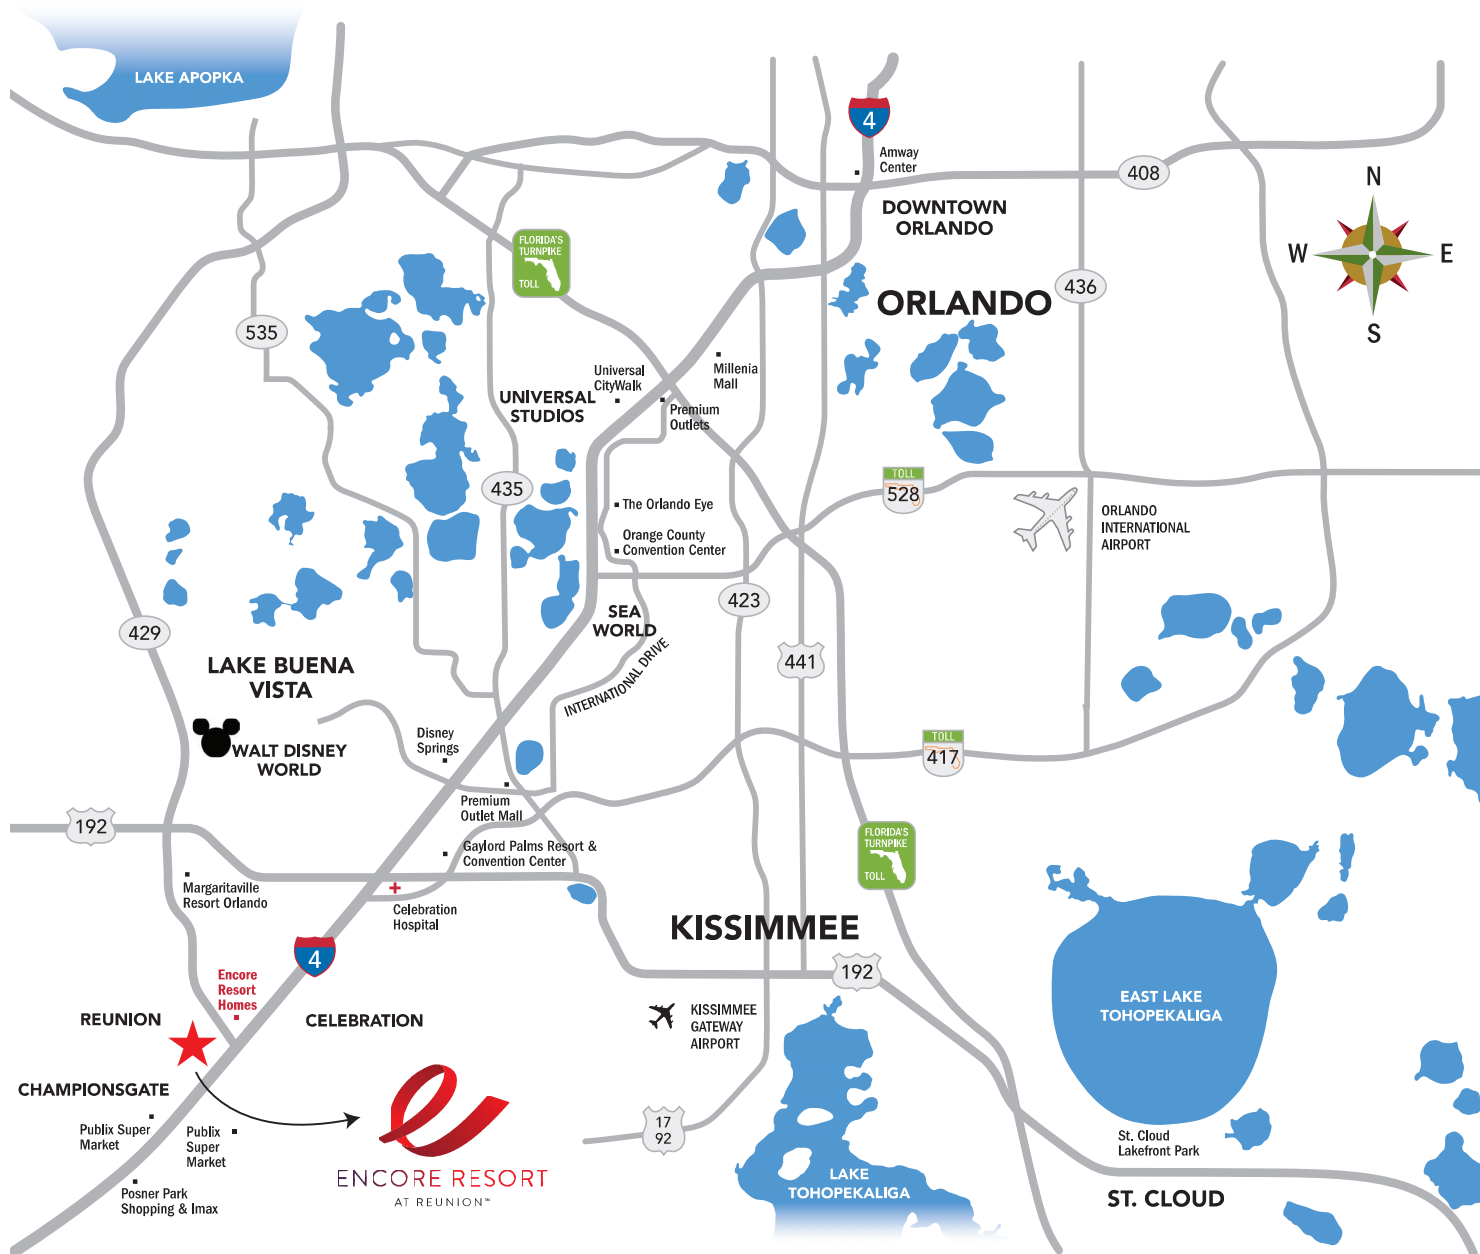 LAKE APOPKA
4
Amway
Center
408
DOWNTOWN
ORLANDO
N
W
E
S
FLORIDA'S
TURNPIKE
TOLL
436
ORLANDO
535
Millenia
Mall
Universal
CityWalk
UNIVERSAL
STUDIOS
Premium
Outlets
435
TOLL
528
The Orlando Eye
Orange County
Convention Center
ORLANDO
INTERNATIONAL
AIRPORT
423
SEA
WORLD
429
441
INTERNATIONAL DRIVE
LAKE BUENA
VISTA
WALT DISNEY
WORLD
Disney
Springs
TOLL
417
Premium
Outlet Mall
192
FLORIDA'S
TURNPIKE
TOLL
Gaylord Palms Resort &
Convention Center
Margaritaville
Resort Orlando
Celebration
Hospital
KISSIMMEE
4
192
Encore
Resort
Homes
REUNION
CELEBRATION
KISSIMMEE
GATEWAY
AIRPORT
EAST LAKE
TOHOPEKALIGA
CHAMPIONSGATE
Publix Super
Market
Publix
Super
Market
17
92
St. Cloud
Lakefront Park
ENCORE RESORT
AT REUNION™
LAKE
TOHOPEKALIGA
ST. CLOUD
Posner Park
Shopping & Imax